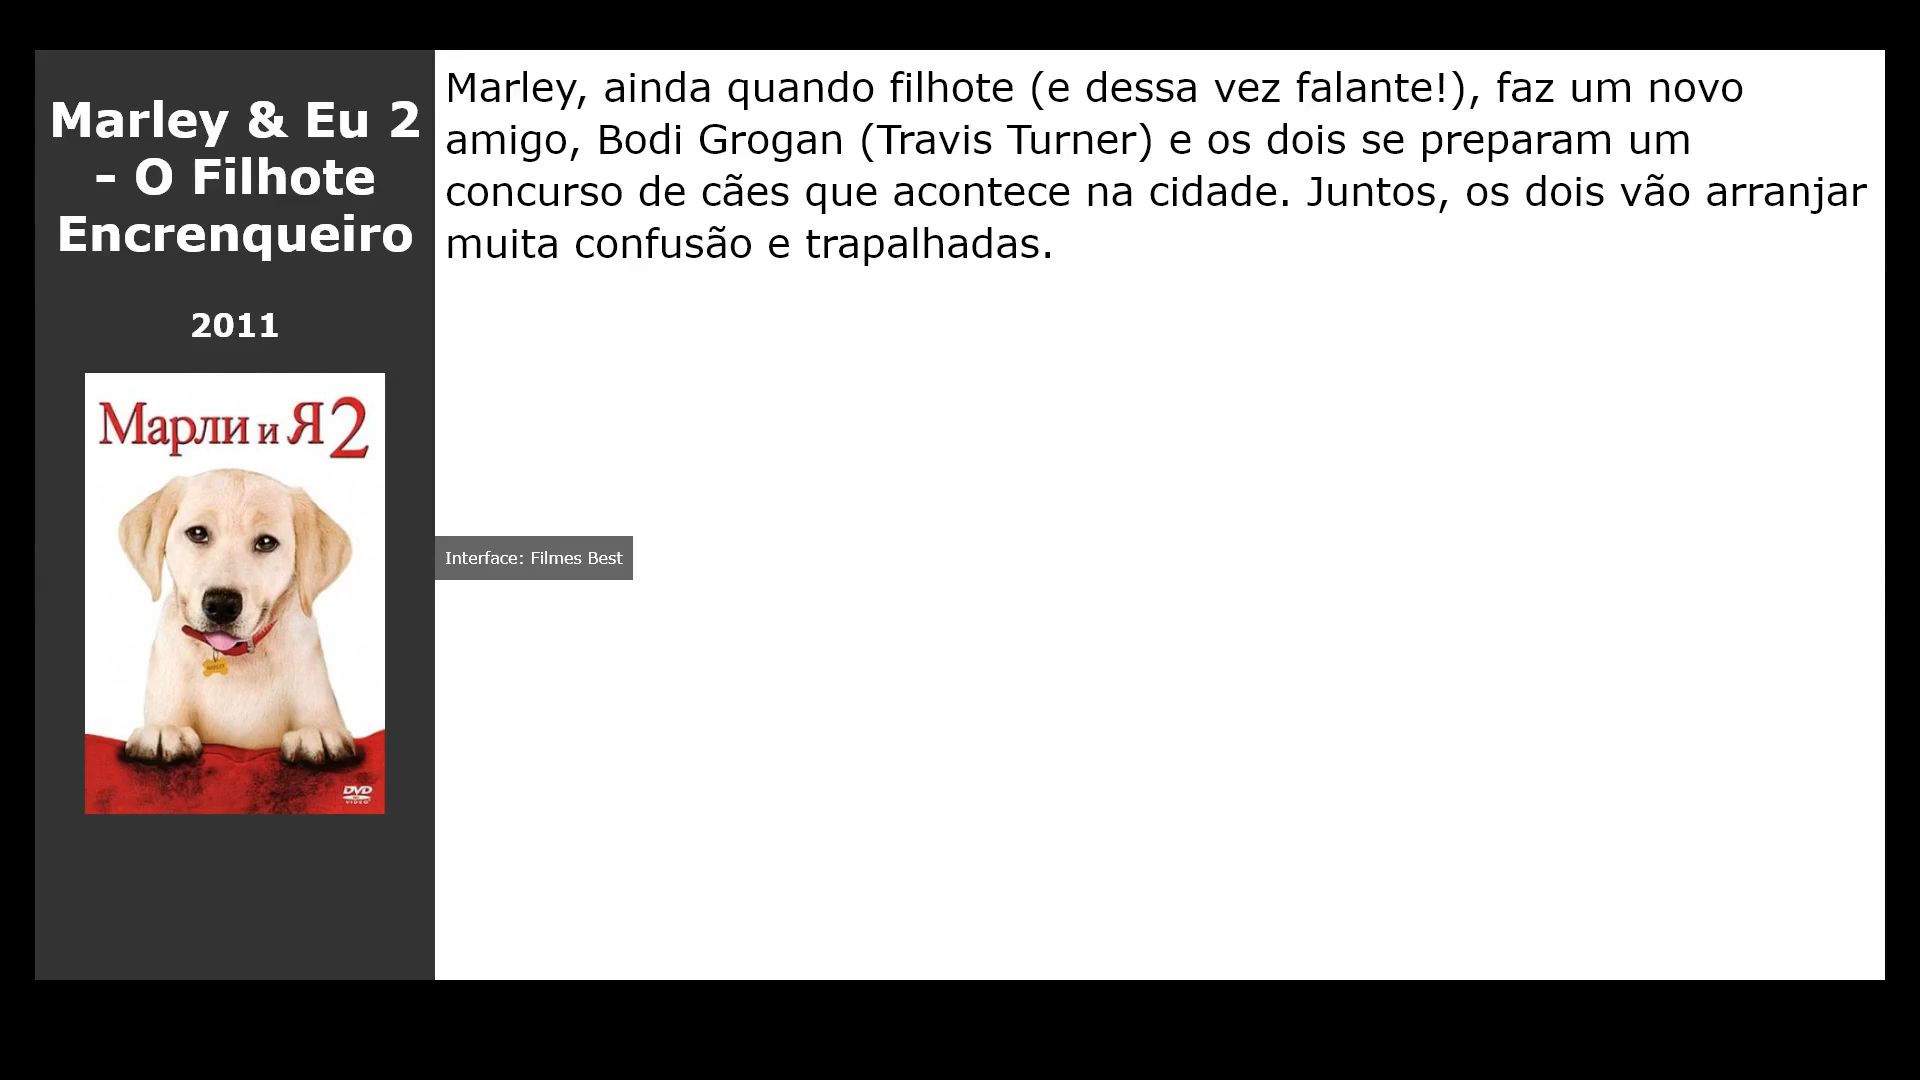 Marley & Eu 2
- O Filhote
Encrenqueiro
2011
Марли и Я 2
DVD
VIDEO
Marley, ainda quando filhote (e dessa vez falante!), faz um novo
amigo, Bodi Grogan (Travis Turner) e os dois se preparam um
concurso de cães que acontece na cidade. Juntos, os dois vão arranjar
muita confusão e trapalhadas.
Interface: Filmes Best